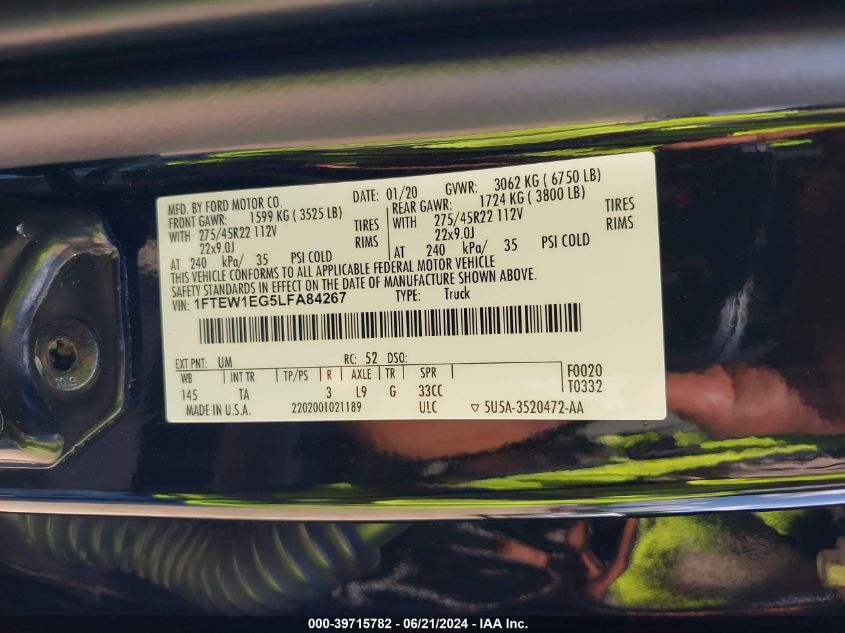 MFD. BY FORD MOTOR CO.
DATE: 01/20 GVWR: 3062 KG ( 6750 LB)
FRONT GAWR: 1599 KG ( 3525 LB)
REAR GAWR: 1724 KG ( 3800 LB)
WITH 275/45R22 112V TIRES
WITH 275/45R22 112V TIRES
22x9.0J RIMS
22x9.0J RIMS
AT 240 kPa/ 35 PSI COLD
AT 240 kPa/ 35 PSI COLD
THIS VEHICLE CONFORMS TO ALL APPLICABLE FEDERAL MOTOR VEHICLE
SAFETY STANDARDS IN EFFECT ON THE DATE OF MANUFACTURE SHOWN ABOVE.
VIN: 1FTEW1EG5LFA84267 TYPE: Truck
EXT PNT: UM RC: 52 DSO:
WB INT TR TP/PS R AXLE TR SPR F0020
145 TA 3 L9 G 33CC T0332
MADE IN U.S.A. 2202001021189 ULC ▽ 5U5A-3520472-AA
10.9
000-39715782 - 06/21/2024 - IAA Inc.